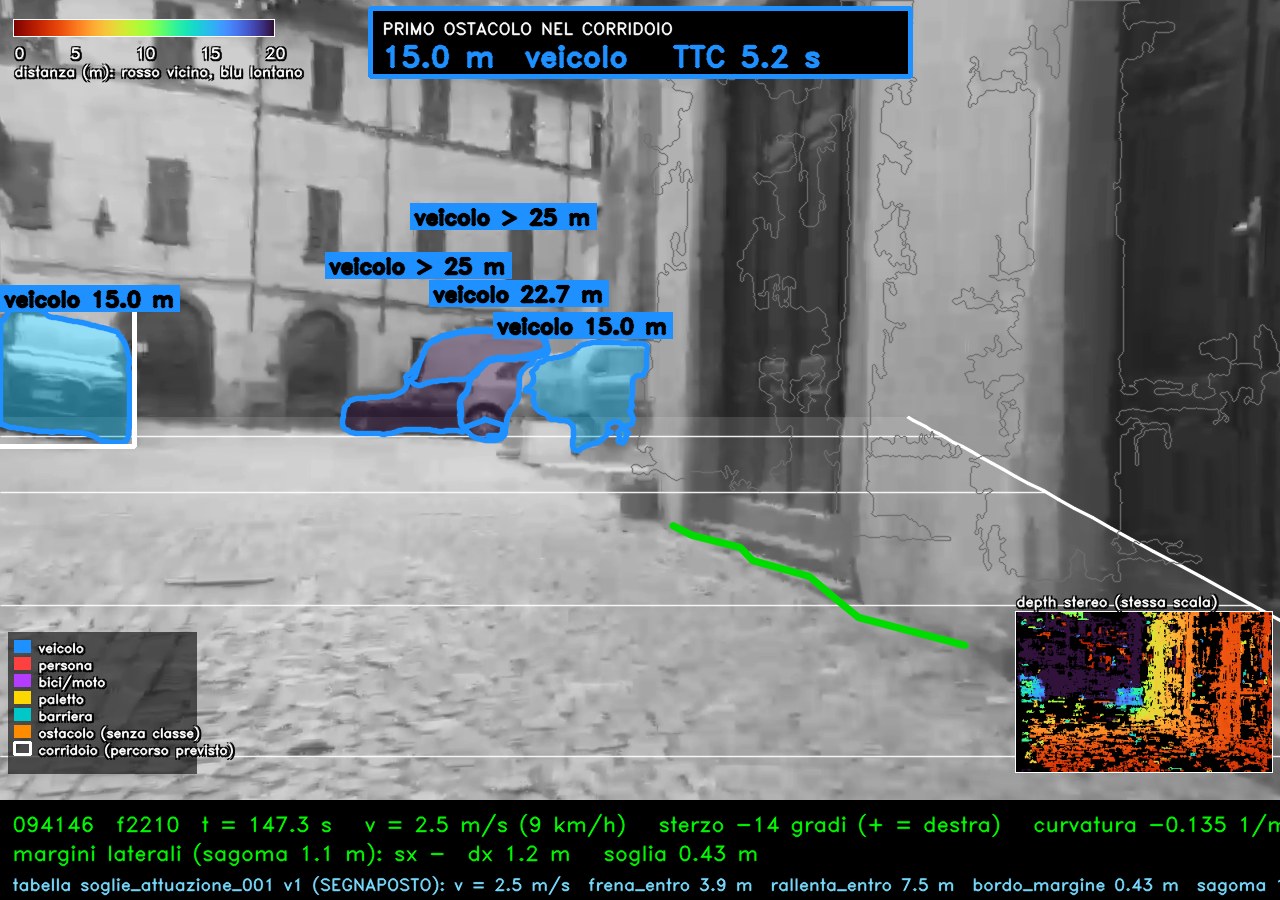 0 5 10 15 20
distanza (m): rosso vicino, blu lontano
PRIMO OSTACOLO NEL CORRIDOIO
15.0 m veicolo TTC 5.2 s
veicolo > 25 m
veicolo > 25 m
veicolo 22.7 m
veicolo 15.0 m
veicolo 15.0 m
depth stereo (stessa scala)
veicolo
persona
bici/moto
paletto
barriera
ostacolo (senza classe)
corridoio (percorso previsto)
094146 f2210 t = 147.3 s v = 2.5 m/s (9 km/h) sterzo −14 gradi (+ = destra) curvatura −0.135 1/m
margini laterali (sagoma 1.1 m): sx − dx 1.2 m soglia 0.43 m
tabella soglie_attuazione_001 v1 (SEGNAPOSTO): v = 2.5 m/s frena_entro 3.9 m rallenta_entro 7.5 m bordo_margine 0.43 m sagoma